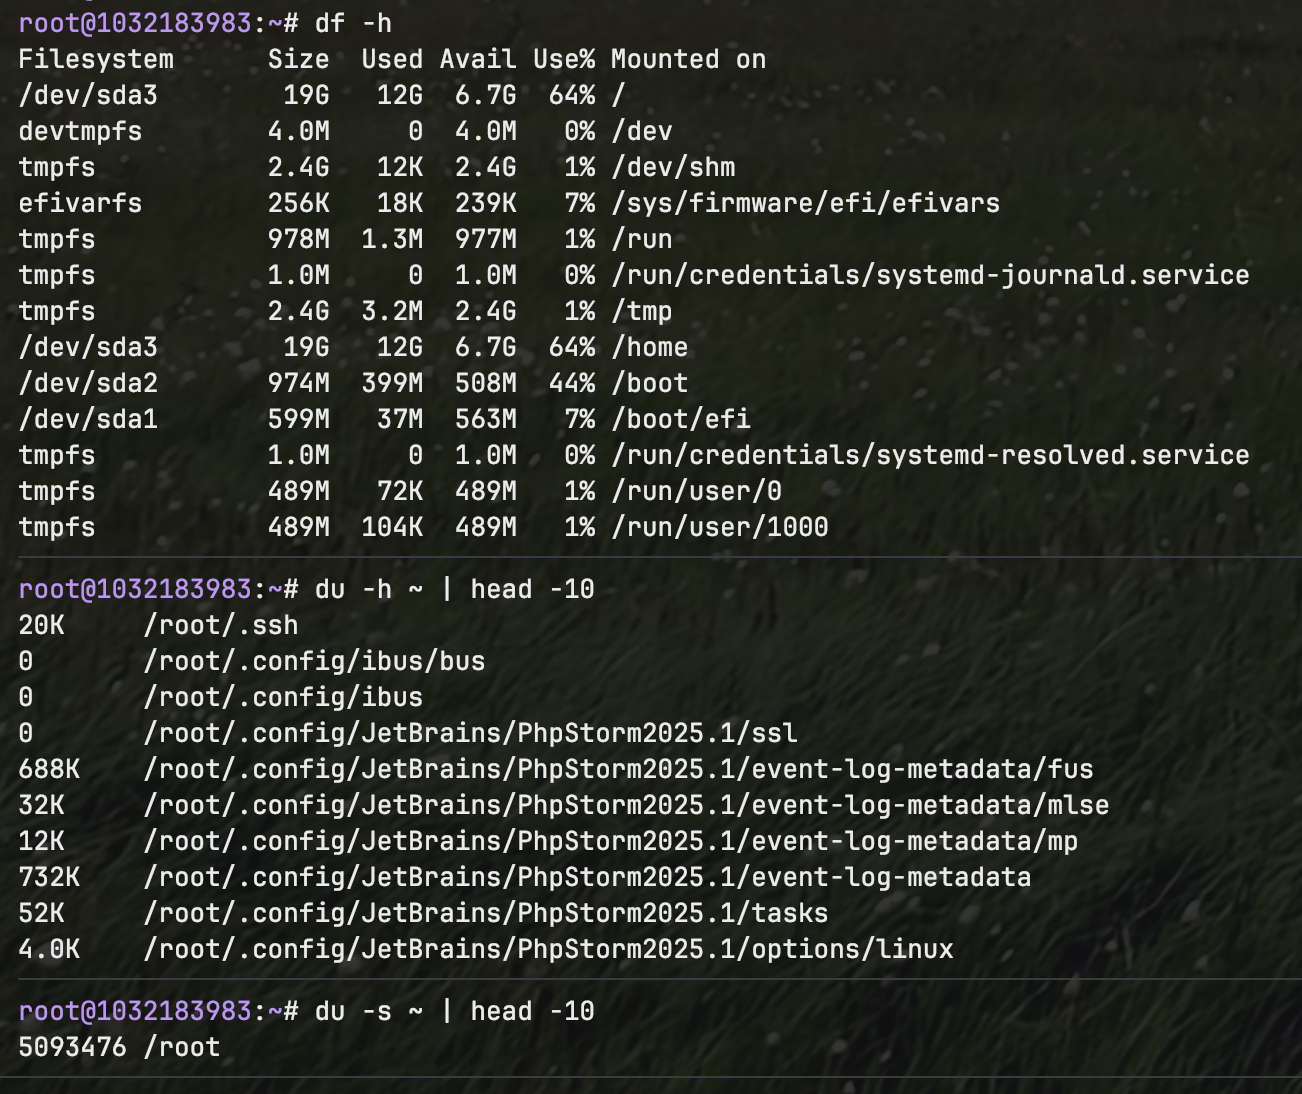 root@1032183983:~# df -h
Filesystem      Size  Used Avail Use% Mounted on
/dev/sda3        19G   12G  6.7G  64% /
devtmpfs        4.0M     0  4.0M   0% /dev
tmpfs           2.4G   12K  2.4G   1% /dev/shm
efivarfs        256K   18K  239K   7% /sys/firmware/efi/efivars
tmpfs           978M  1.3M  977M   1% /run
tmpfs           1.0M     0  1.0M   0% /run/credentials/systemd-journald.service
tmpfs           2.4G  3.2M  2.4G   1% /tmp
/dev/sda3        19G   12G  6.7G  64% /home
/dev/sda2       974M  399M  508M  44% /boot
/dev/sda1       599M   37M  563M   7% /boot/efi
tmpfs           1.0M     0  1.0M   0% /run/credentials/systemd-resolved.service
tmpfs           489M   72K  489M   1% /run/user/0
tmpfs           489M  104K  489M   1% /run/user/1000
root@1032183983:~# du -h ~ | head -10
20K     /root/.ssh
0       /root/.config/ibus/bus
0       /root/.config/ibus
0       /root/.config/JetBrains/PhpStorm2025.1/ssl
688K    /root/.config/JetBrains/PhpStorm2025.1/event-log-metadata/fus
32K     /root/.config/JetBrains/PhpStorm2025.1/event-log-metadata/mlse
12K     /root/.config/JetBrains/PhpStorm2025.1/event-log-metadata/mp
732K    /root/.config/JetBrains/PhpStorm2025.1/event-log-metadata
52K     /root/.config/JetBrains/PhpStorm2025.1/tasks
4.0K    /root/.config/JetBrains/PhpStorm2025.1/options/linux
root@1032183983:~# du -s ~ | head -10
5093476 /root